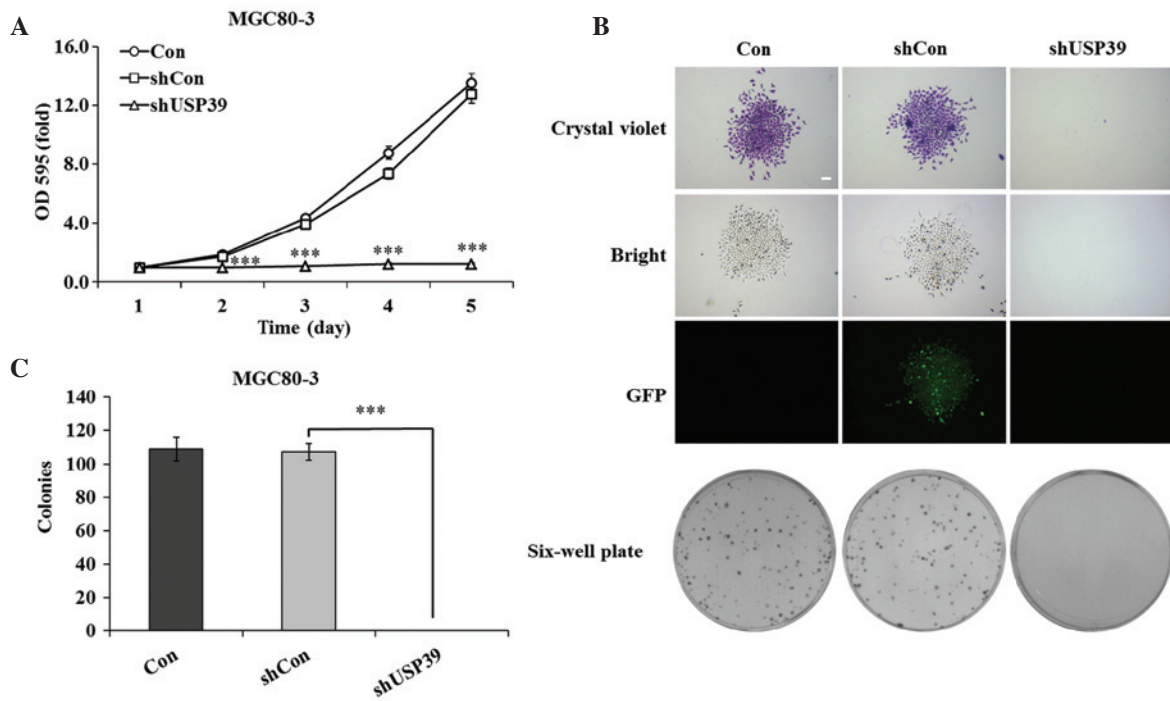 A
MGC80-3
16.0
12.0
8.0
4.0
0.0
OD 595 (fold)
Con
shCon
shUSP39
***
***
***
***
1 2 3 4 5
Time (day)
B
Con shCon shUSP39
Crystal violet
Bright
GFP
Six-well plate
C
MGC80-3
140
120
100
80
60
40
20
0
Colonies
***
Con shCon shUSP39